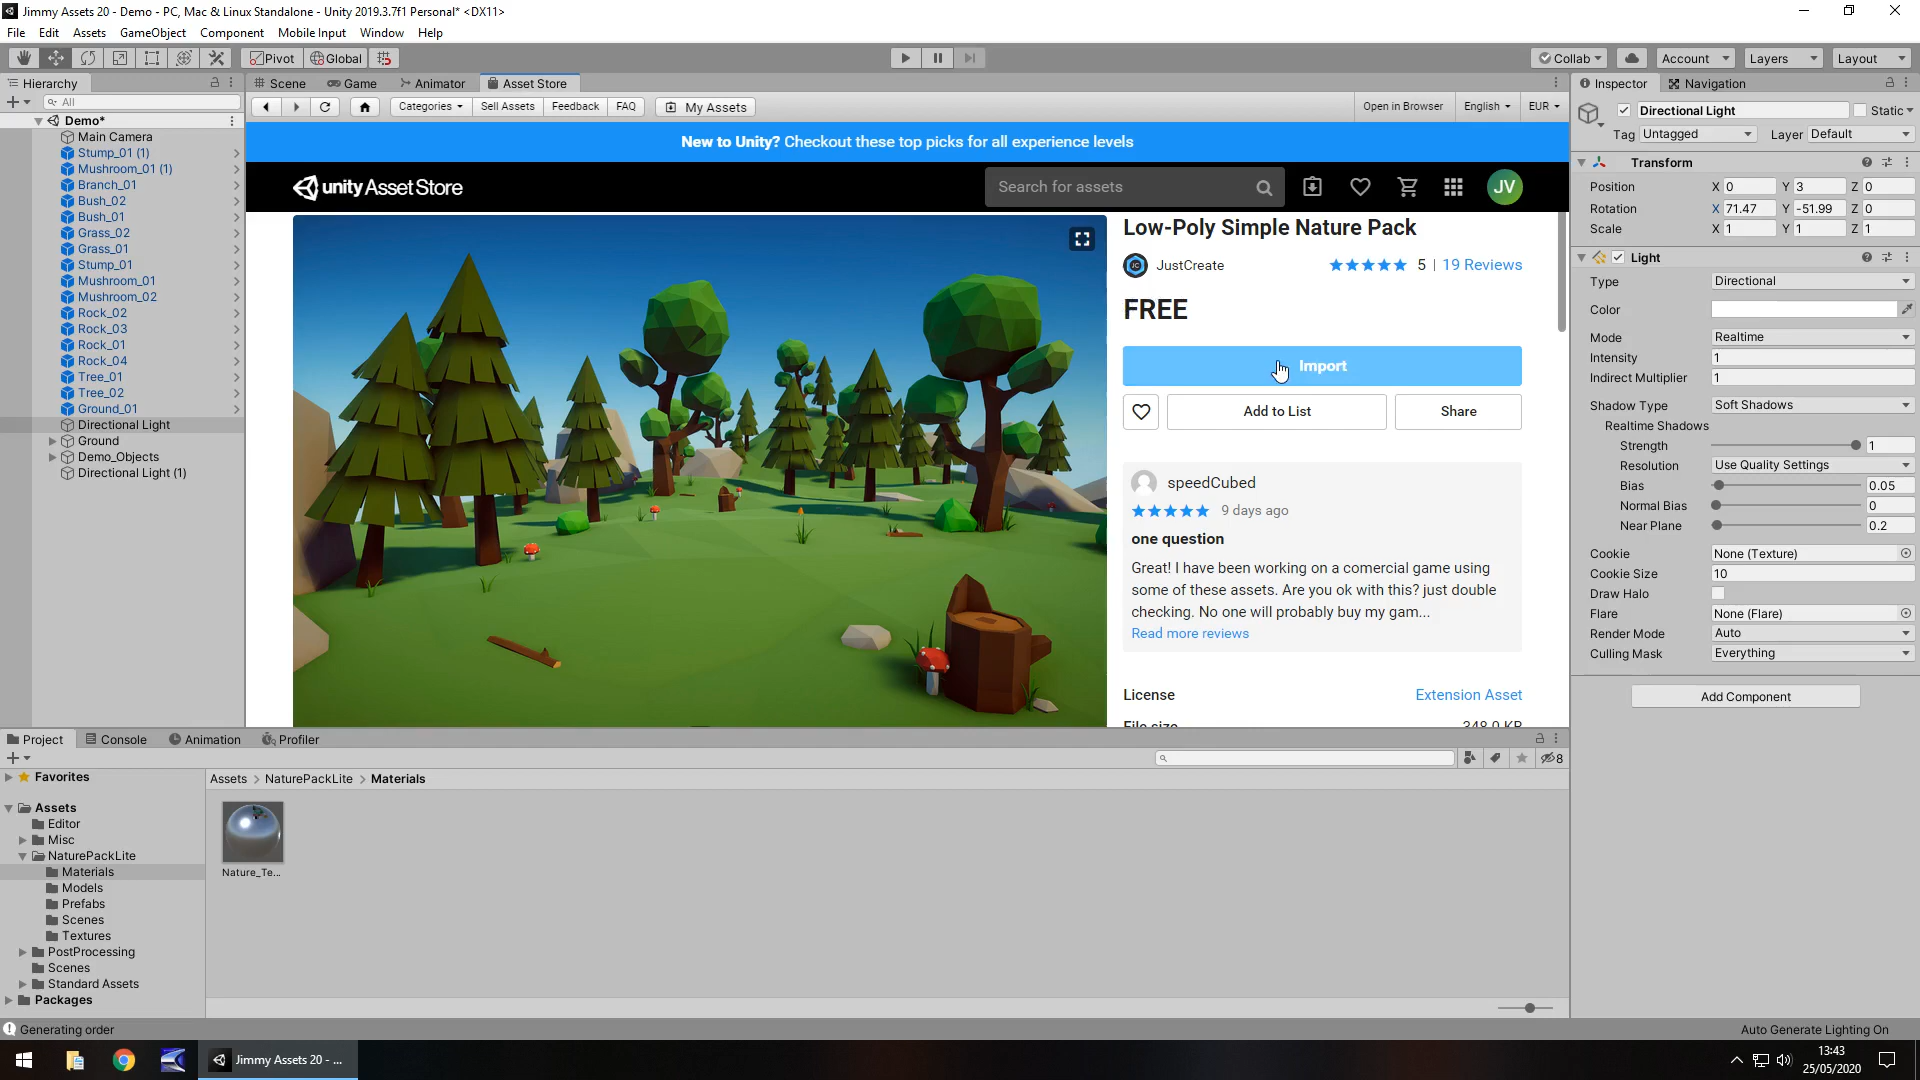 Jimmy Assets 20 - Demo - PC, Mac & Linux Standalone - Unity 2019.3.7f1 Personal* <DX11>
File Edit Assets GameObject Component Mobile Input Window Help
Pivot Global Collab Account Layers Layout
Hierarchy
All
Demo*
Main Camera
Stump_01 (1)
Mushroom_01 (1)
Branch_01
Bush_02
Bush_01
Grass_02
Grass_01
Stump_01
Mushroom_01
Mushroom_02
Rock_02
Rock_03
Rock_01
Rock_04
Tree_01
Tree_02
Ground_01
Directional Light
Ground
Demo_Objects
Directional Light (1)
Scene Game Animator Asset Store
Categories Sell Assets Feedback FAQ My Assets Open in Browser English EUR
New to Unity? Checkout these top picks for all experience levels
unity Asset Store Search for assets JV
Low-Poly Simple Nature Pack
JC JustCreate 5 | 19 Reviews
FREE
Import
Add to List Share
speedCubed
9 days ago
one question
Great! I have been working on a comercial game using
some of these assets. Are you ok with this? just double
checking. No one will probably buy my gam...
Read more reviews
License Extension Asset
File size 348.0 KB
Inspector Navigation
Directional Light Static
Tag Untagged Layer Default
Transform
Position X 0 Y 3 Z 0
Rotation X 71.47 Y -51.99 Z 0
Scale X 1 Y 1 Z 1
Light
Type Directional
Color
Mode Realtime
Intensity 1
Indirect Multiplier 1
Shadow Type Soft Shadows
Realtime Shadows
Strength 1
Resolution Use Quality Settings
Bias 0.05
Normal Bias 0
Near Plane 0.2
Cookie None (Texture)
Cookie Size 10
Draw Halo
Flare None (Flare)
Render Mode Auto
Culling Mask Everything
Add Component
Project Console Animation Profiler
8
Favorites
Assets
Editor
Misc
NaturePackLite
Materials
Models
Prefabs
Scenes
Textures
PostProcessing
Scenes
Standard Assets
Packages
Assets > NaturePackLite > Materials
Nature_Te...
Generating order Auto Generate Lighting On
Jimmy Assets 20 - ...
13:43
25/05/2020